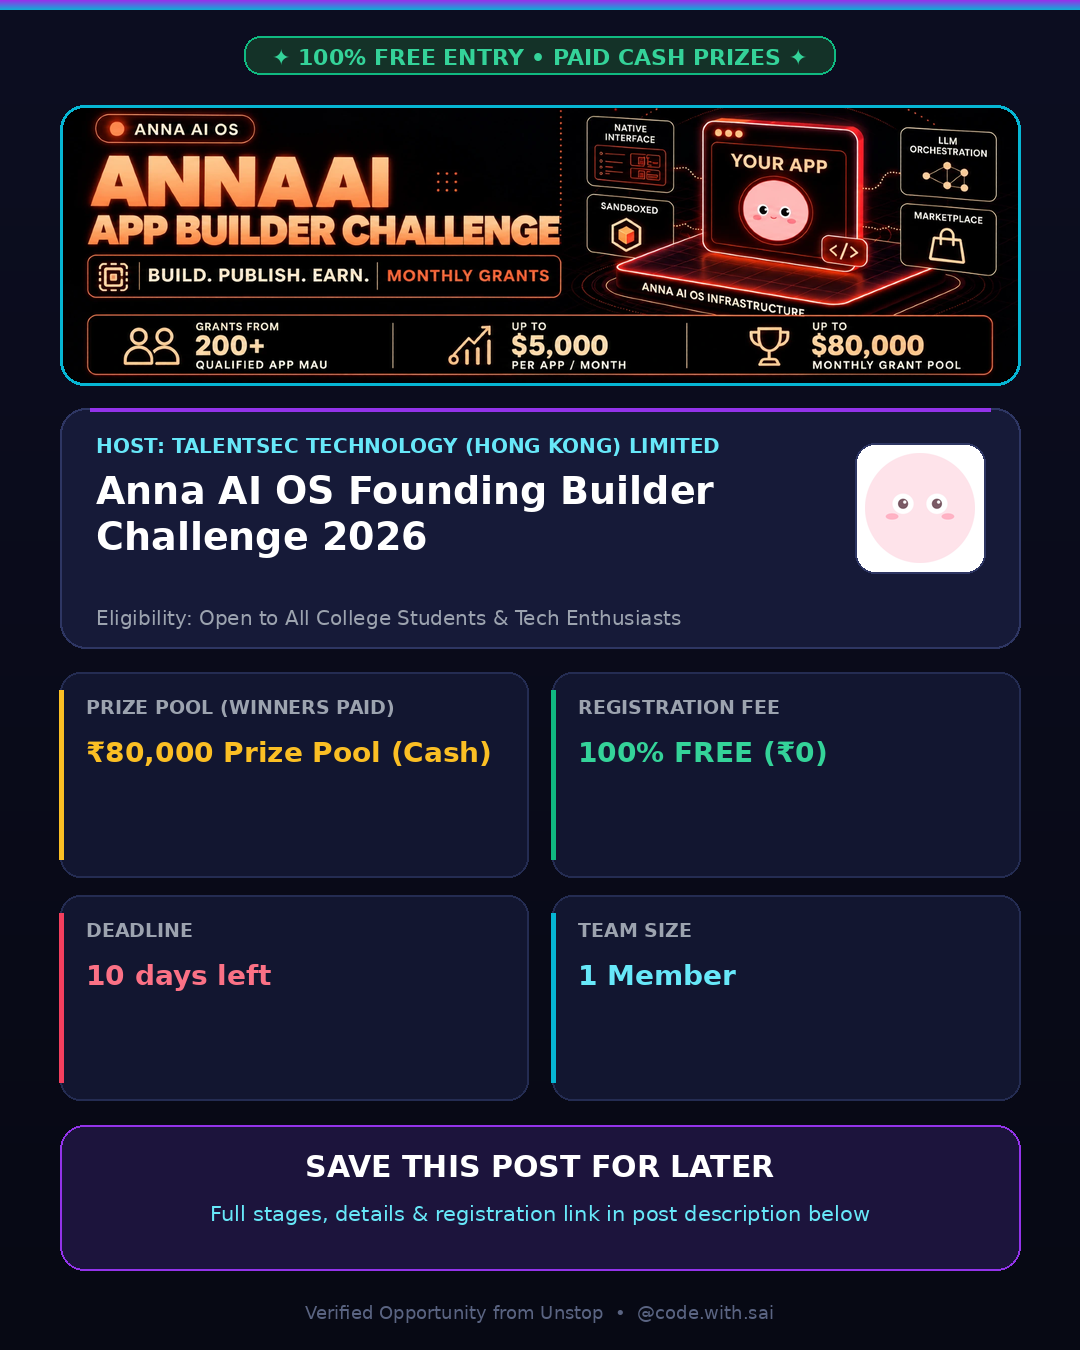 ✦ 100% FREE ENTRY • PAID CASH PRIZES ✦
ANNA AI OS
ANNA AI
APP BUILDER CHALLENGE
BUILD. PUBLISH. EARN. | MONTHLY GRANTS
NATIVE
INTERFACE
SANDBOXED
YOUR APP
</>
LLM
ORCHESTRATION
MARKETPLACE
ANNA AI OS INFRASTRUCTURE
GRANTS FROM
200+
QUALIFIED APP MAU
UP TO
$5,000
PER APP / MONTH
UP TO
$80,000
MONTHLY GRANT POOL
HOST: TALENTSEC TECHNOLOGY (HONG KONG) LIMITED
Anna AI OS Founding Builder
Challenge 2026
Eligibility: Open to All College Students & Tech Enthusiasts
PRIZE POOL (WINNERS PAID)
₹80,000 Prize Pool (Cash)
REGISTRATION FEE
100% FREE (₹0)
DEADLINE
10 days left
TEAM SIZE
1 Member
SAVE THIS POST FOR LATER
Full stages, details & registration link in post description below
Verified Opportunity from Unstop • @code.with.sai